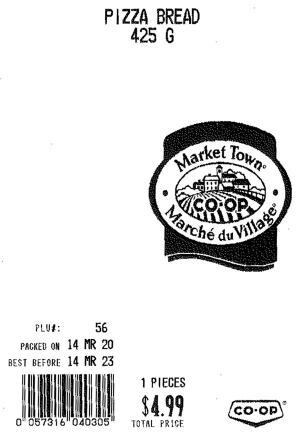 PIZZA BREAD
425 G
Market Town®
CO-OP
Marché du Village®
PLU#: 56
PACKED ON 14 MR 20
BEST BEFORE 14 MR 23
1 PIECES
$4.99
TOTAL PRICE
0 057316 040305
CO-OP®